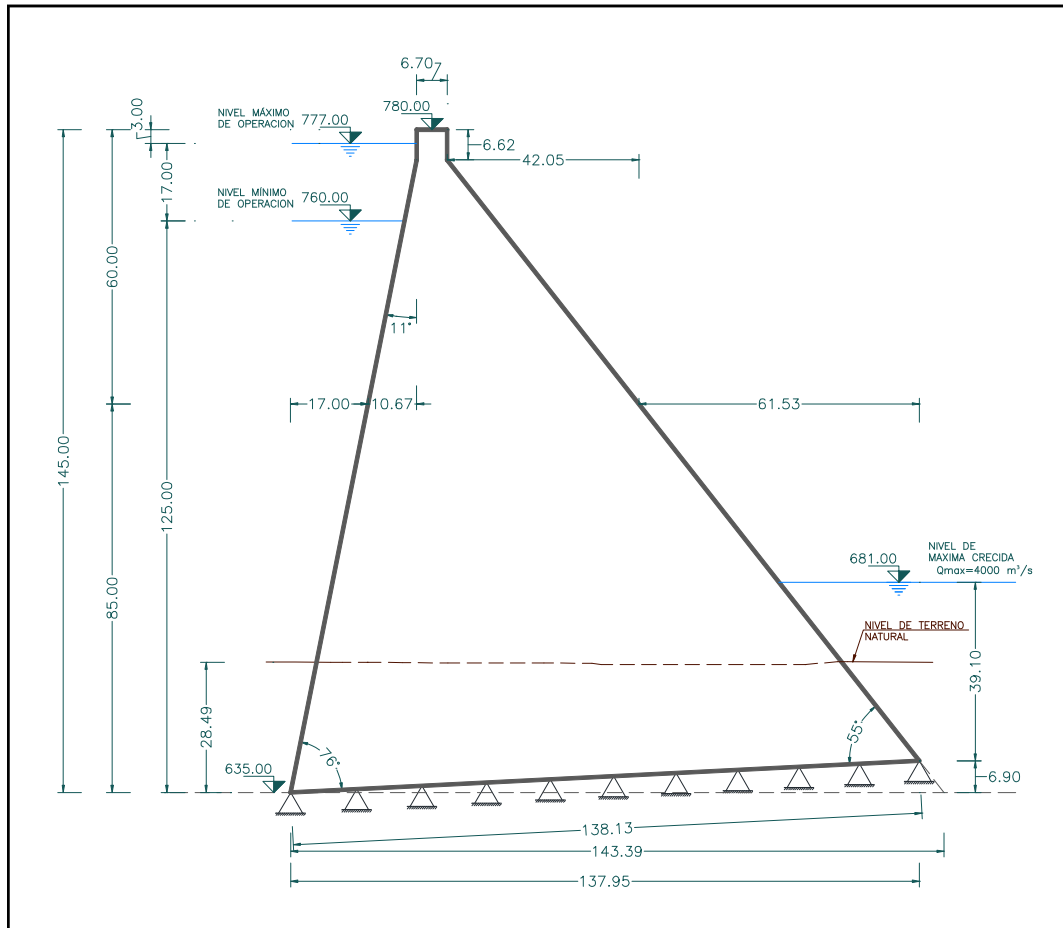 6.70
3.00
NIVEL MÁXIMO
DE OPERACION
777.00
780.00
6.62
42.05
17.00
NIVEL MÍNIMO
DE OPERACION
760.00
60.00
11°
17.00
10.67
61.53
145.00
125.00
85.00
681.00
NIVEL DE
MAXIMA CRECIDA
Qmax=4000 m³/s
NIVEL DE TERRENO
NATURAL
39.10
28.49
55°
76°
635.00
6.90
138.13
143.39
137.95